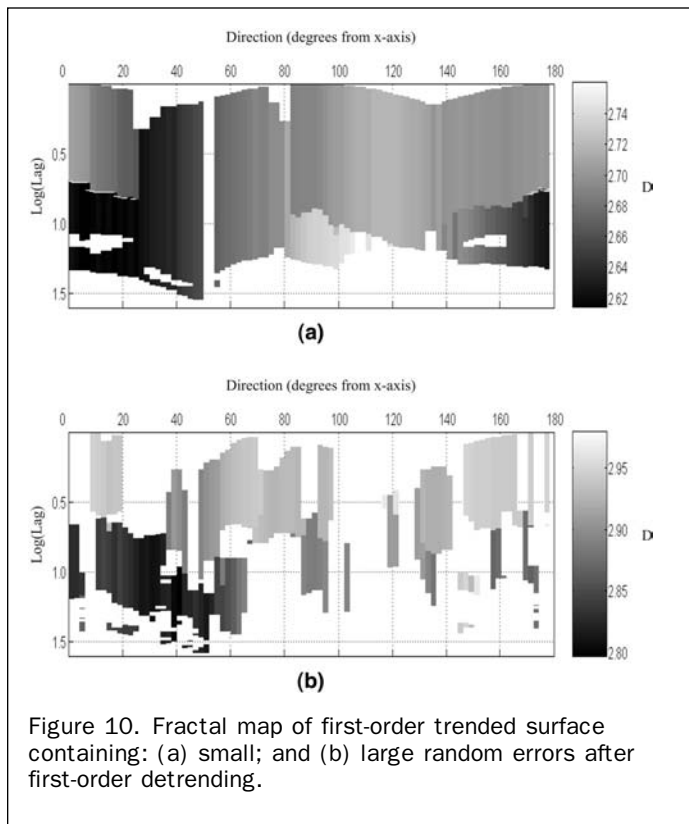 Direction (degrees from x-axis)
0 20 40 60 80 100 120 140 160 180
Log(Lag)
0.5
1.0
1.5
2.74
2.72
2.70
2.68
2.66
2.64
2.62
D
(a)
Direction (degrees from x-axis)
0 20 40 60 80 100 120 140 160 180
Log(Lag)
0.5
1.0
1.5
2.95
2.90
2.85
2.80
D
(b)
Figure 10. Fractal map of first-order trended surface
containing: (a) small; and (b) large random errors after
first-order detrending.